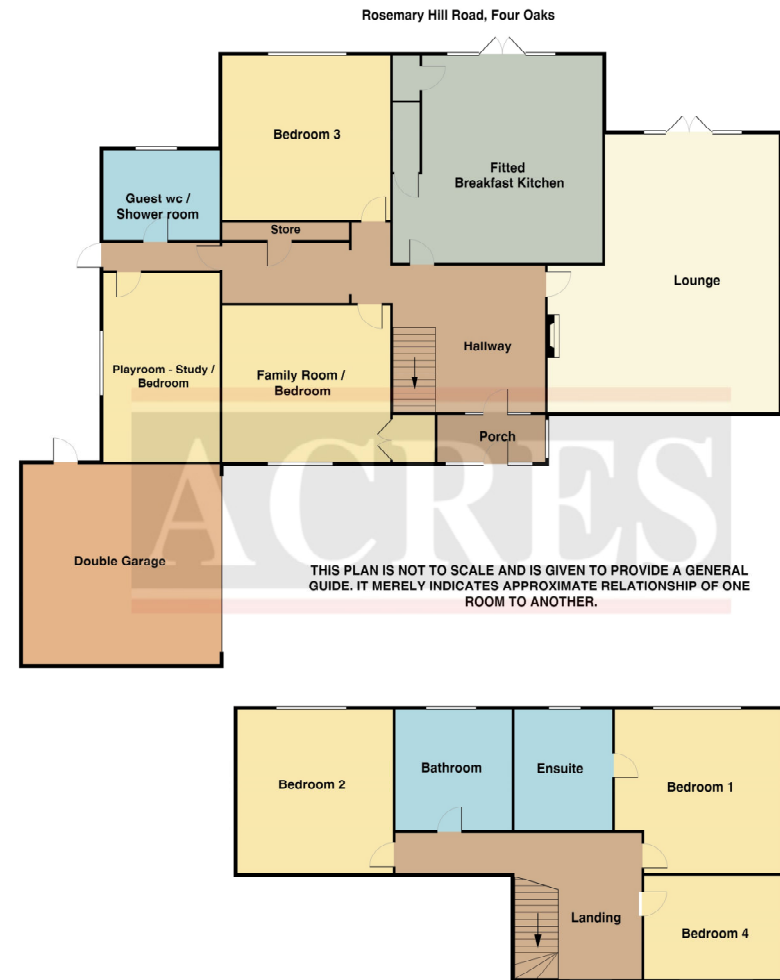 Rosemary Hill Road, Four Oaks
Bedroom 3
Fitted
Breakfast Kitchen
Guest wc /
Shower room
Store
Lounge
Hallway
Playroom - Study /
Bedroom
Family Room /
Bedroom
Porch
ACRES
Double Garage
THIS PLAN IS NOT TO SCALE AND IS GIVEN TO PROVIDE A GENERAL
GUIDE. IT MERELY INDICATES APPROXIMATE RELATIONSHIP OF ONE
ROOM TO ANOTHER.
Bedroom 2
Bathroom
Ensuite
Bedroom 1
Landing
Bedroom 4